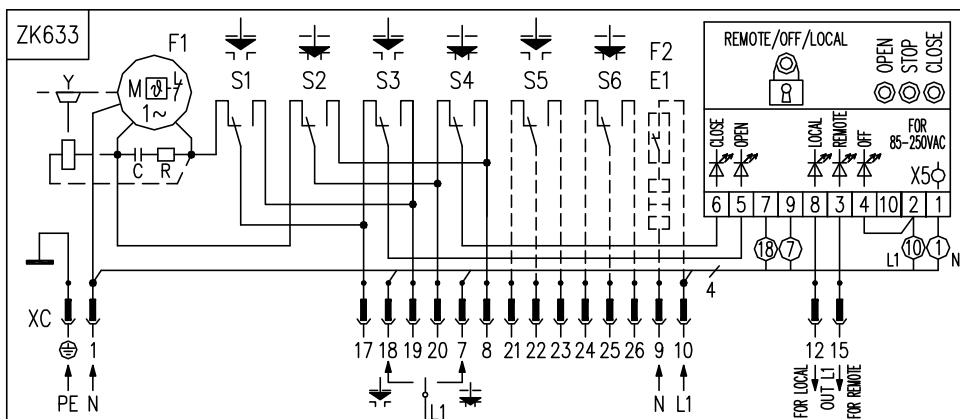 ZK633
F1
S1 S2 S3 S4 S5 S6
F2
E1
Y
M ϑ
1~
C R
REMOTE/OFF/LOCAL
OPEN
STOP
CLOSE
CLOSE
OPEN
LOCAL
REMOTE
OFF
FOR
85-250VAC
X5
6 5 7 9 8 3 4 10 2 1
18 7 10 1
L1 N
4
XC
1 17 18 19 20 7 8 21 22 23 24 25 26 9 10 12 15
PE N L1 N L1
FOR LOCAL
OUT L1
FOR REMOTE